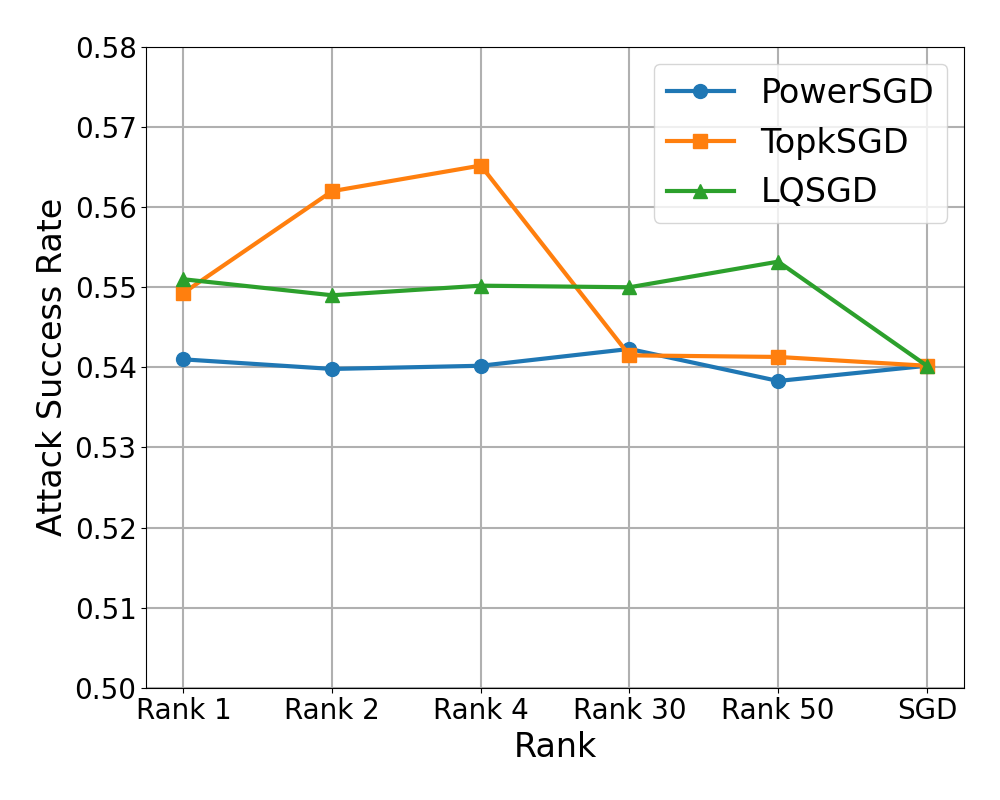 0.58
0.57
0.56
0.55
0.54
0.53
0.52
0.51
0.50
Attack Success Rate
PowerSGD
TopkSGD
LQSGD
Rank 1 Rank 2 Rank 4 Rank 30 Rank 50 SGD
Rank